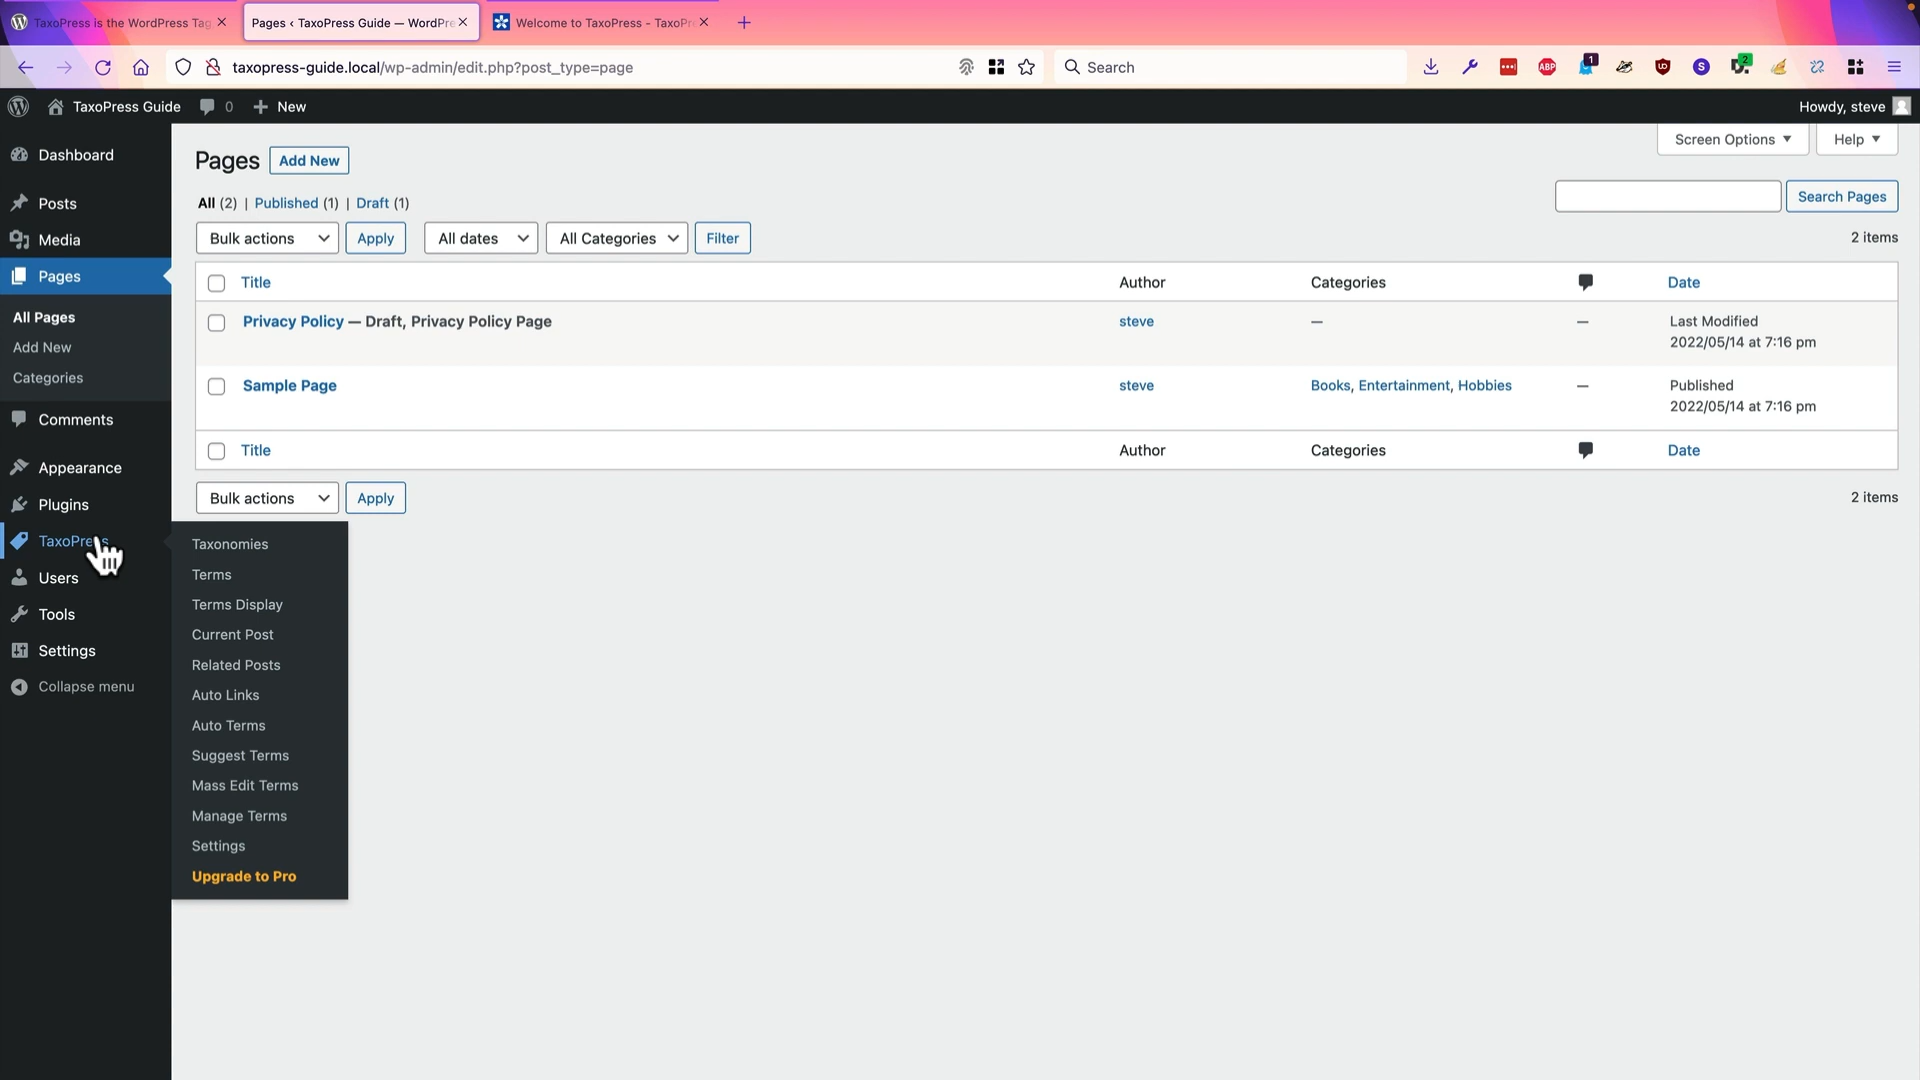 TaxoPress is the WordPress Tag
Pages ‹ TaxoPress Guide — WordPre
Welcome to TaxoPress - TaxoPr
taxopress-guide.local/wp-admin/edit.php?post_type=page
Search
ABP
1
S
2
TaxoPress Guide
0
New
Howdy, steve
Dashboard
Posts
Media
Pages
All Pages
Add New
Categories
Comments
Appearance
Plugins
TaxoPress
Users
Tools
Settings
Collapse menu
Taxonomies
Terms
Terms Display
Current Post
Related Posts
Auto Links
Auto Terms
Suggest Terms
Mass Edit Terms
Manage Terms
Settings
Upgrade to Pro
Screen Options
Help
Pages Add New
All (2) | Published (1) | Draft (1)
Search Pages
Bulk actions Apply All dates All Categories Filter
2 items
Title Author Categories Date
Privacy Policy — Draft, Privacy Policy Page steve — — Last Modified
2022/05/14 at 7:16 pm
Sample Page steve Books, Entertainment, Hobbies — Published
2022/05/14 at 7:16 pm
Title Author Categories Date
Bulk actions Apply
2 items